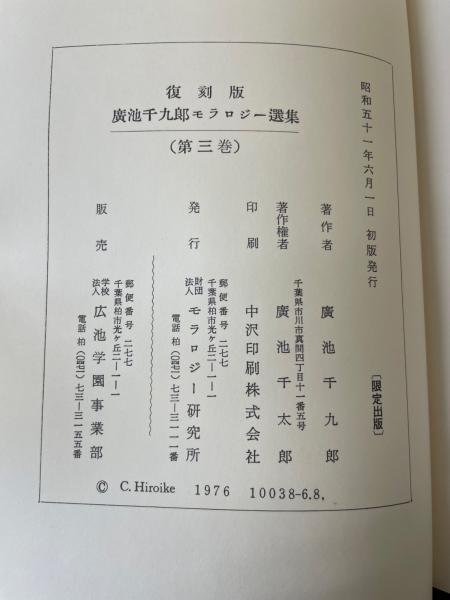 復刻版
廣池千九郎モラロジー選集
(第三巻)
昭和五十一年六月一日 初版発行
〔限定出版〕
著作者 廣池千九郎
千葉県市川市真間四丁目十一番五号
著作権者 廣池千太郎
印刷 中沢印刷株式会社
郵便番号 二七七
千葉県柏市光ヶ丘二―一―一
発行 財団法人 モラロジー研究所
電話 柏(0471)七三―三一一一番
郵便番号 二七七
千葉県柏市光ヶ丘二―一―一
販売 学校法人 広池学園事業部
電話 柏(0471)七三―三一五五番
© C. Hiroike 1976 10038-6.8,